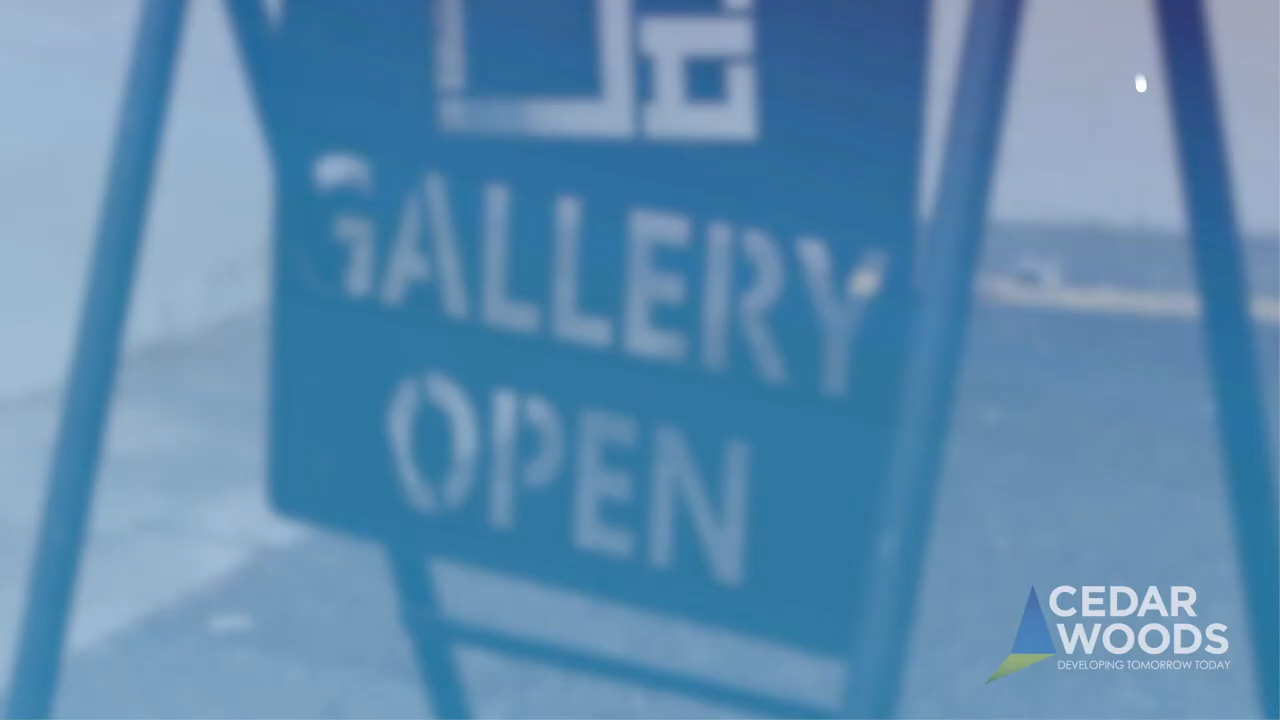 GALLERY
OPEN
CEDAR
WOODS
DEVELOPING TOMORROW TODAY